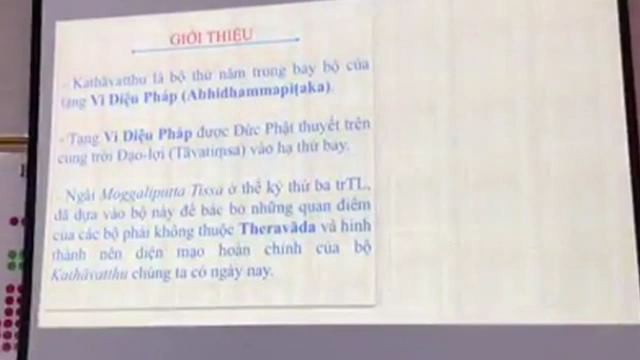 GIỚI THIỆU
- Kathāvatthu là bộ thứ năm trong bảy bộ của
tạng Vi Diệu Pháp (Abhidhammapiṭaka).
- Tạng Vi Diệu Pháp được Đức Phật thuyết trên
cung trời Đạo-lợi (Tāvatiṃsa) vào hạ thứ bảy.
- Ngài Moggaliputta Tissa ở thế kỷ thứ ba trTL,
đã dựa vào bộ này để bác bỏ những quan điểm
của các bộ phái không thuộc Theravāda và hình
thành nên diện mạo hoàn chỉnh của bộ
Kathāvatthu chúng ta có ngày nay.